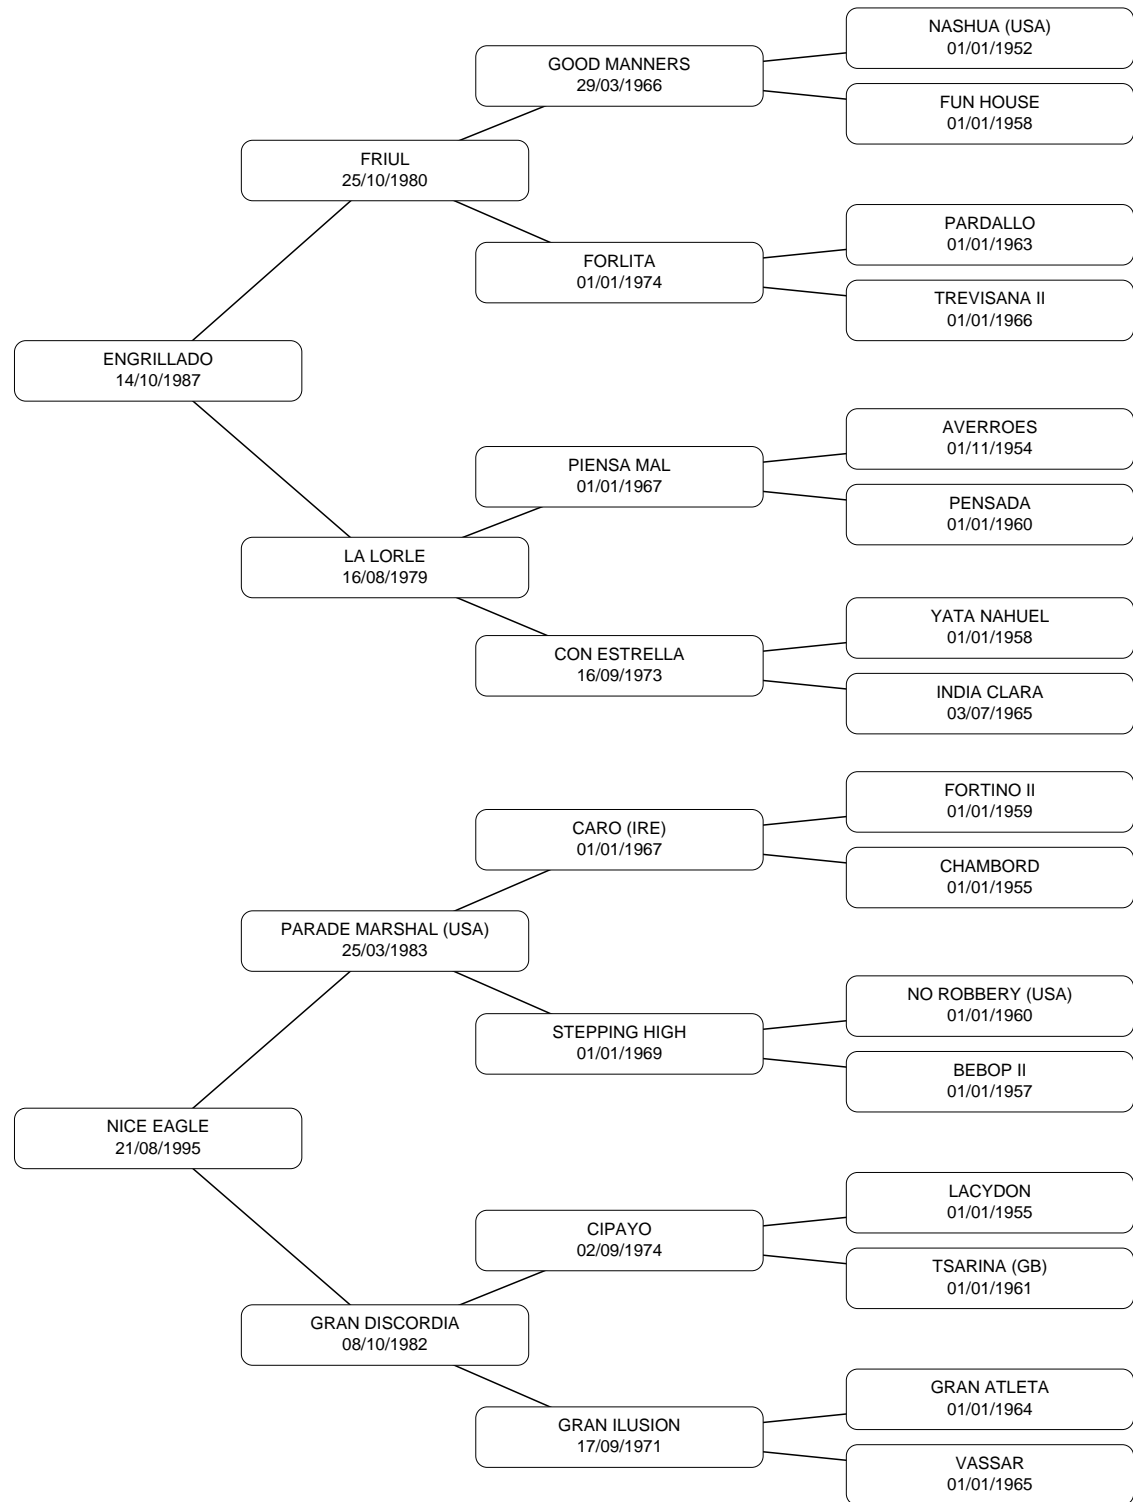 NASHUA (USA)
01/01/1952
GOOD MANNERS
29/03/1966
FUN HOUSE
01/01/1958
FRIUL
25/10/1980
PARDALLO
01/01/1963
FORLITA
01/01/1974
TREVISANA II
01/01/1966
ENGRILLADO
14/10/1987
AVERROES
01/11/1954
PIENSA MAL
01/01/1967
PENSADA
01/01/1960
LA LORLE
16/08/1979
YATA NAHUEL
01/01/1958
CON ESTRELLA
16/09/1973
INDIA CLARA
03/07/1965
FORTINO II
01/01/1959
CARO (IRE)
01/01/1967
CHAMBORD
01/01/1955
PARADE MARSHAL (USA)
25/03/1983
NO ROBBERY (USA)
01/01/1960
STEPPING HIGH
01/01/1969
BEBOP II
01/01/1957
NICE EAGLE
21/08/1995
LACYDON
01/01/1955
CIPAYO
02/09/1974
TSARINA (GB)
01/01/1961
GRAN DISCORDIA
08/10/1982
GRAN ATLETA
01/01/1964
GRAN ILUSION
17/09/1971
VASSAR
01/01/1965